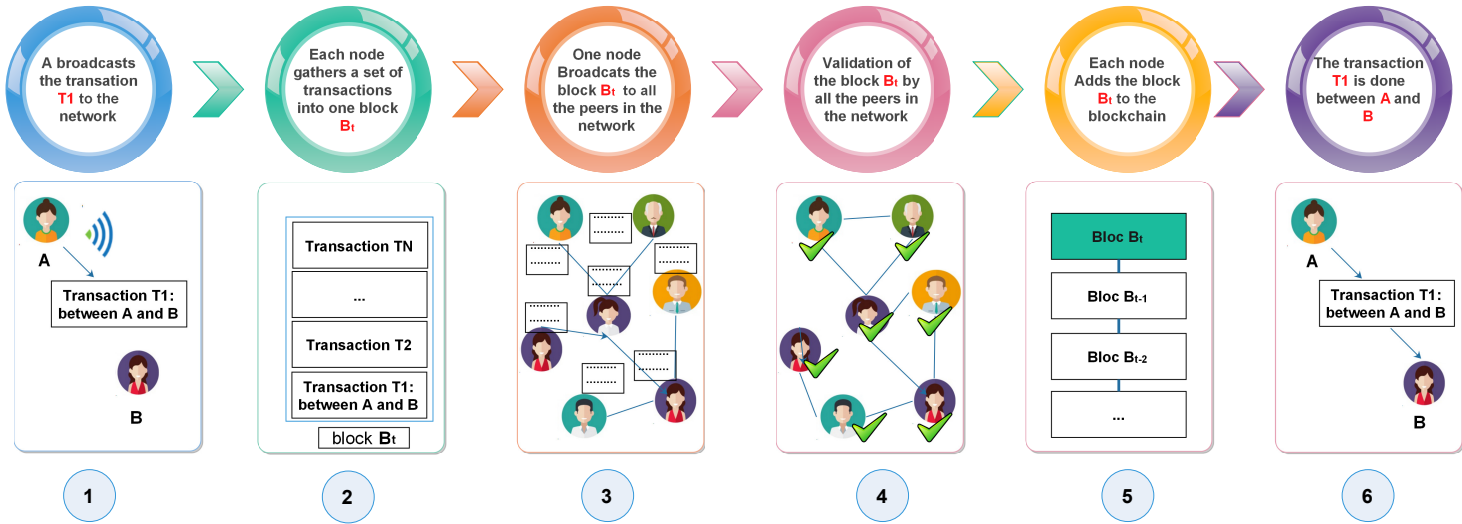 A broadcasts
the transation
T1 to the
network
Each node
gathers a set of
transactions
into one block
Bt
One node
Broadcats the
block Bt to all
the peers in the
network
Validation of
the block Bt by
all the peers in
the network
Each node
Adds the block
Bt to the
blockchain
The transaction
T1 is done
between A and
B
A
Transaction T1:
between A and B
B
Transaction TN
...
Transaction T2
Transaction T1:
between A and B
block Bt
Bloc Bt
Bloc Bt-1
Bloc Bt-2
...
A
Transaction T1:
between A and B
B
1
2
3
4
5
6